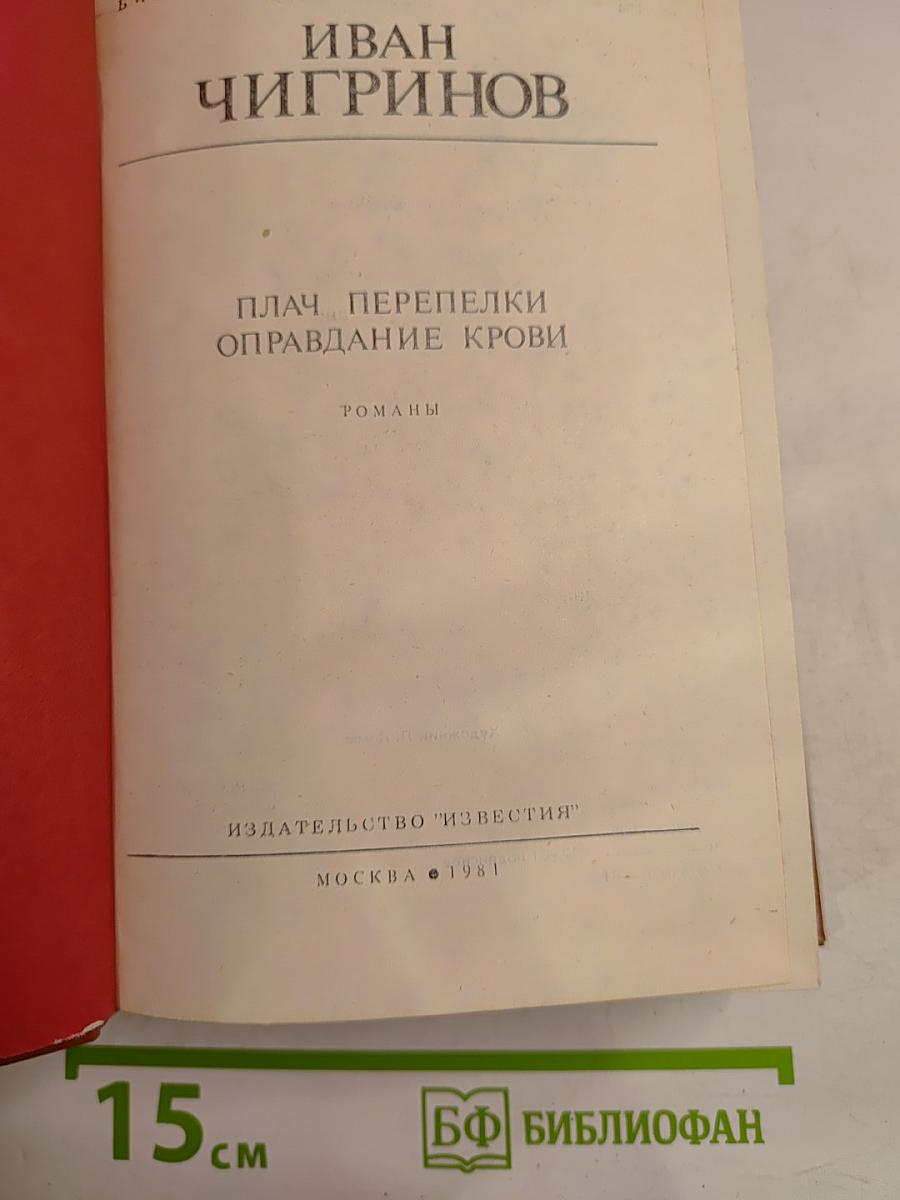 ИВАН
ЧИГРИНОВ
ПЛАЧ ПЕРЕПЕЛКИ
ОПРАВДАНИЕ КРОВИ
РОМАНЫ
ИЗДАТЕЛЬСТВО "ИЗВЕСТИЯ"
МОСКВА ● 1981
15 см
БФ БИБЛИОФАН